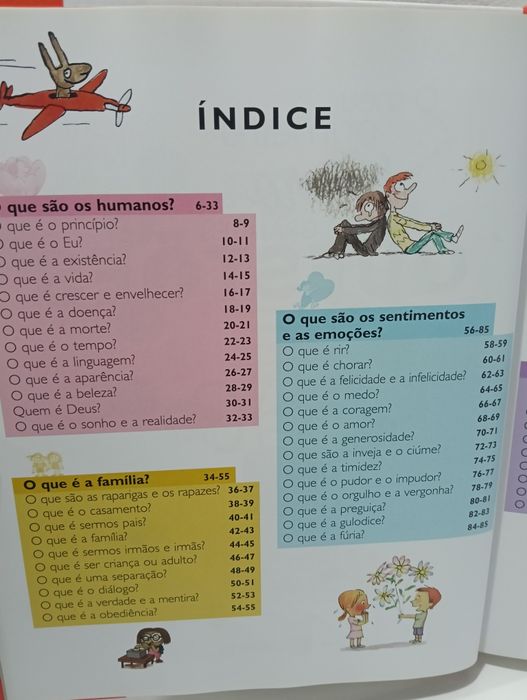 ÍNDICE
O que são os humanos? 6-33
O que é o princípio? 8-9
O que é o Eu? 10-11
O que é a existência? 12-13
O que é a vida? 14-15
O que é crescer e envelhecer? 16-17
O que é a doença? 18-19
O que é a morte? 20-21
O que é o tempo? 22-23
O que é a linguagem? 24-25
O que é a aparência? 26-27
O que é a beleza? 28-29
Quem é Deus? 30-31
O que é o sonho e a realidade? 32-33
O que é a família? 34-55
O que são as raparigas e os rapazes? 36-37
O que é o casamento? 38-39
O que é sermos pais? 40-41
O que é a família? 42-43
O que é sermos irmãos e irmãs? 44-45
O que é ser criança ou adulto? 46-47
O que é uma separação? 48-49
O que é o diálogo? 50-51
O que é a verdade e a mentira? 52-53
O que é a obediência? 54-55
O que são os sentimentos
e as emoções? 56-85
O que é rir? 58-59
O que é chorar? 60-61
O que é a felicidade e a infelicidade? 62-63
O que é o medo? 64-65
O que é a coragem? 66-67
O que é o amor? 68-69
O que é a generosidade? 70-71
O que são a inveja e o ciúme? 72-73
O que é a timidez? 74-75
O que é o pudor e o impudor? 76-77
O que é o orgulho e a vergonha? 78-79
O que é a preguiça? 80-81
O que é a gulodice? 82-83
O que é a fúria? 84-85